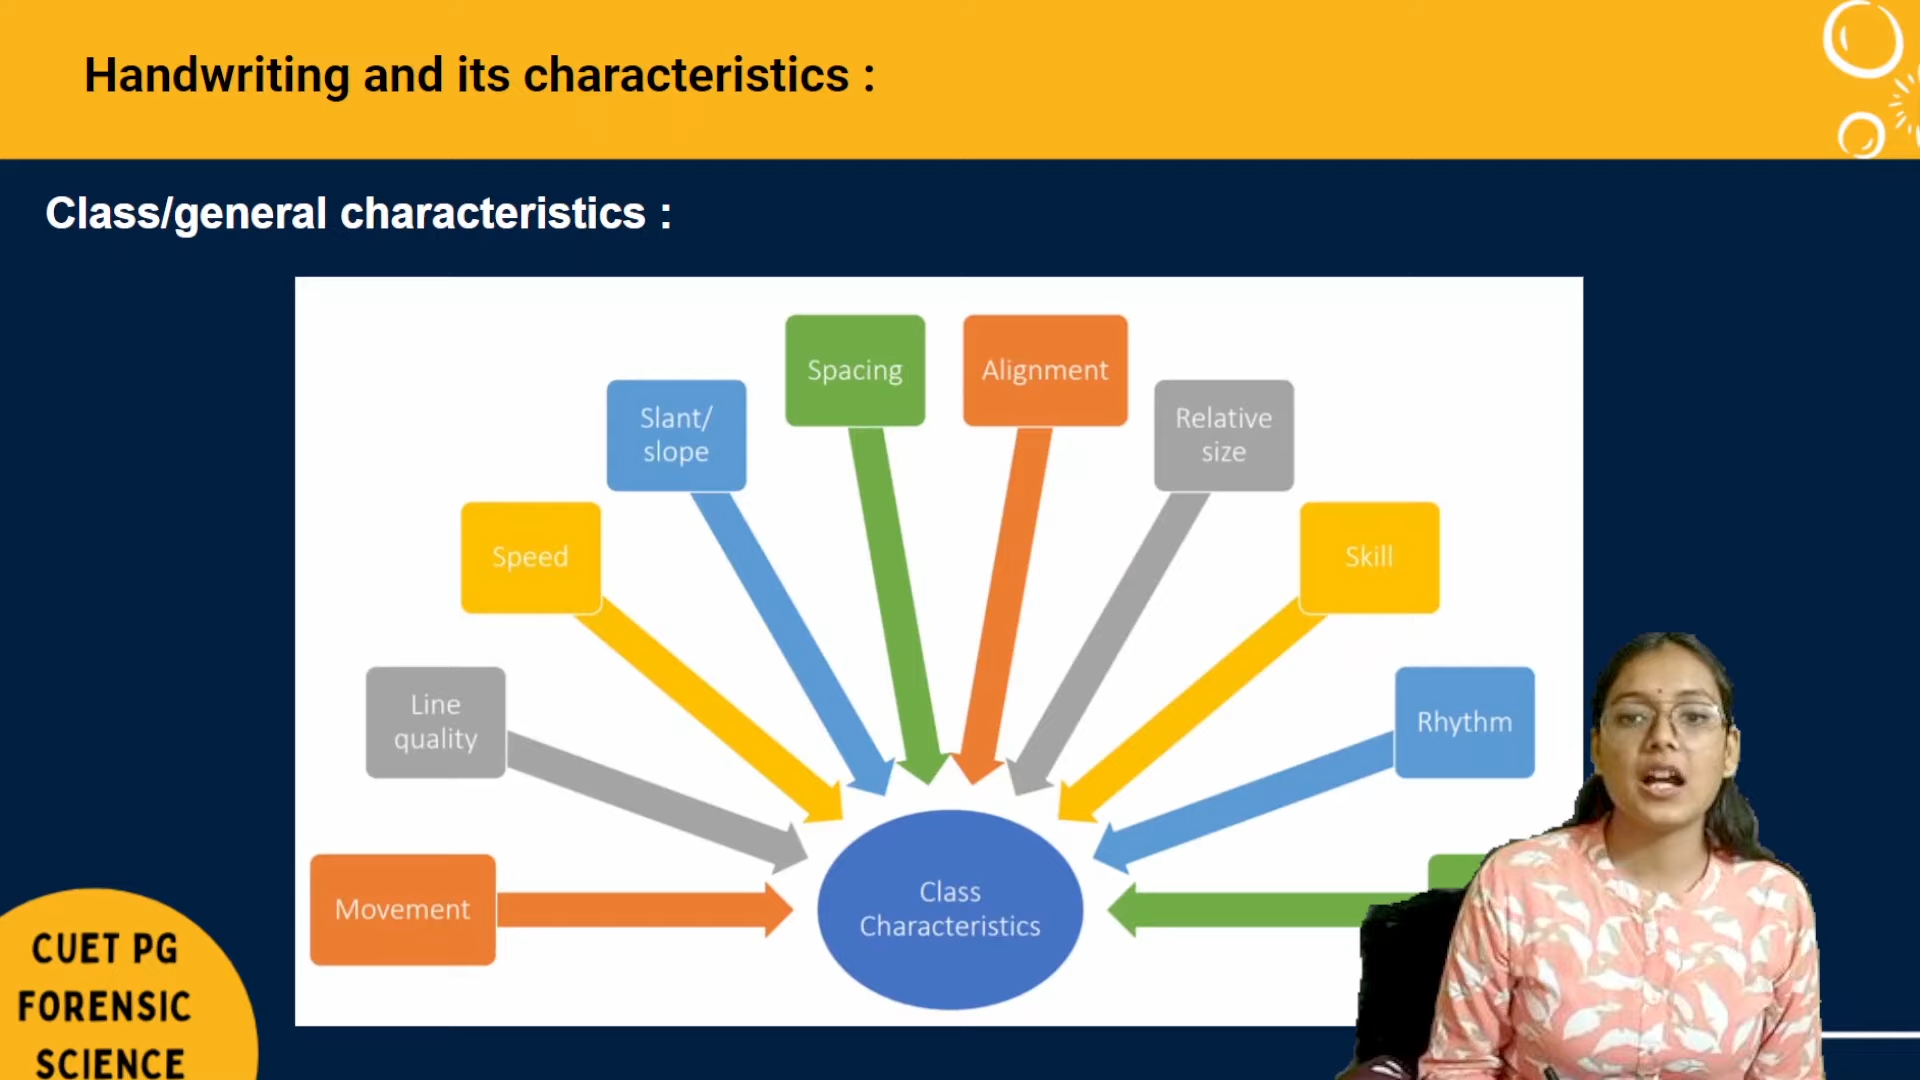 Handwriting and its characteristics :
Class/general characteristics :
Spacing
Alignment
Slant/
slope
Relative
size
Speed
Skill
Line
quality
Rhythm
Movement
Class
Characteristics
CUET PG
FORENSIC
SCIENCE